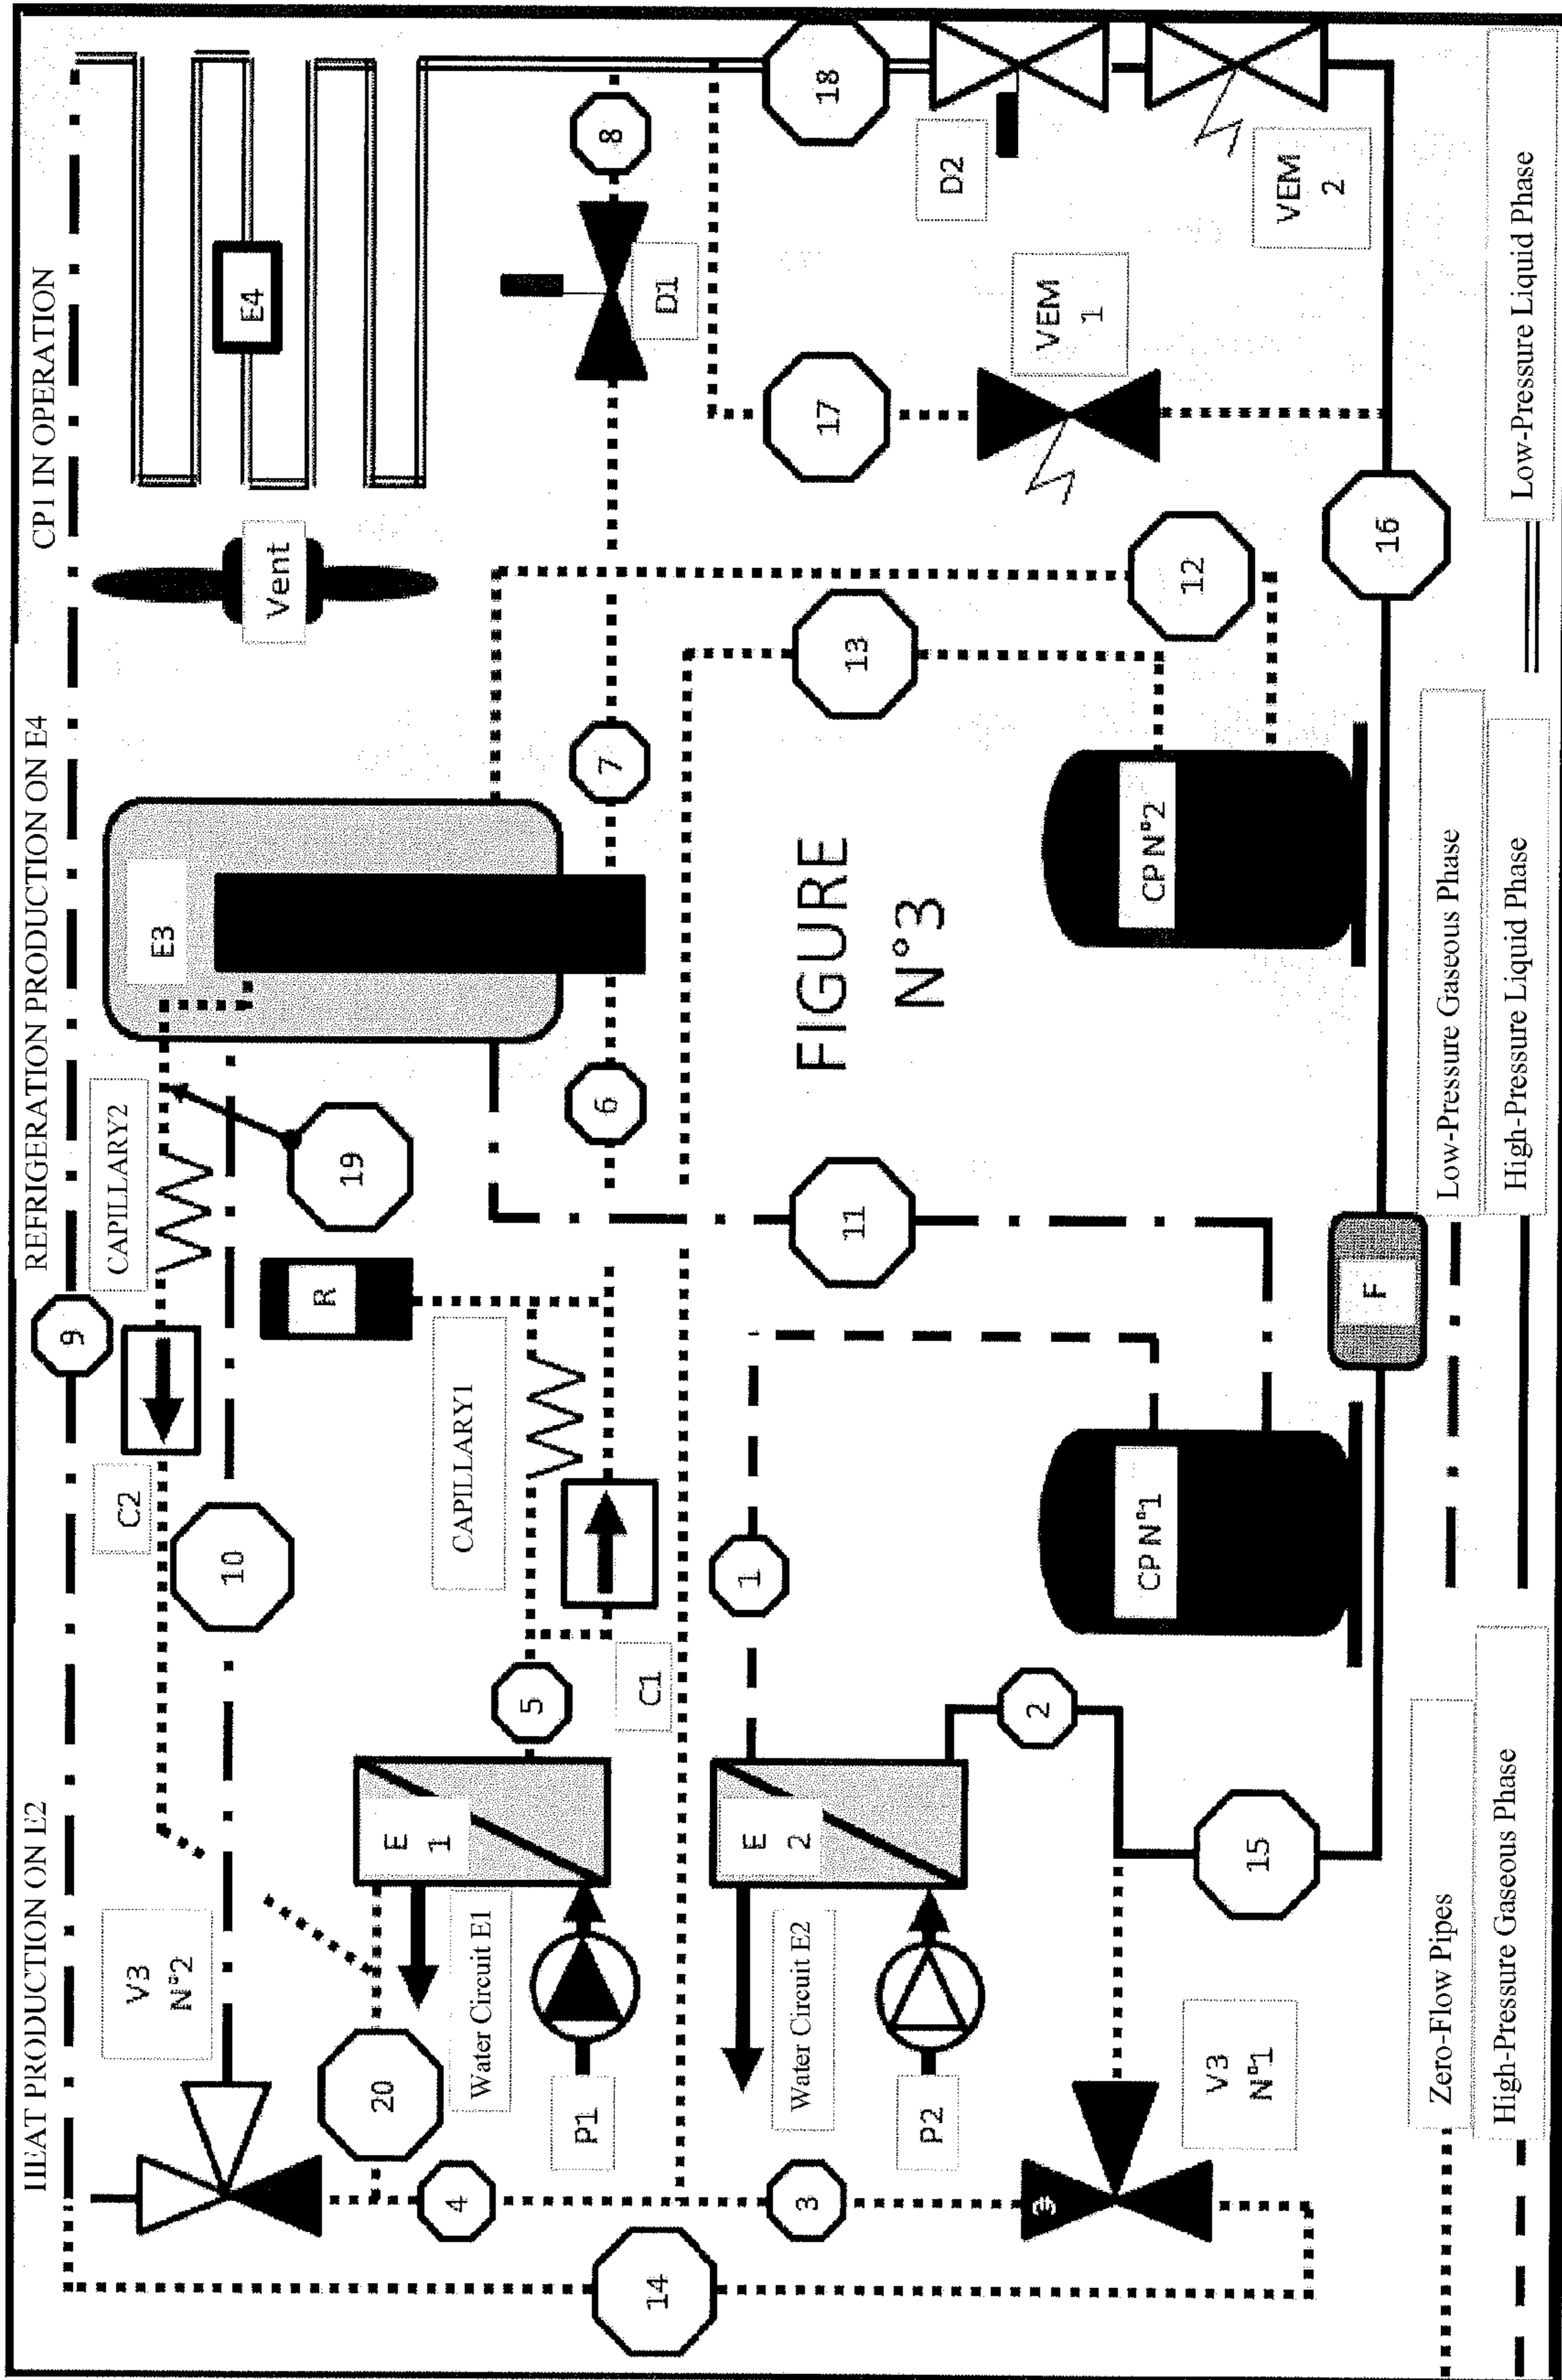 HEAT PRODUCTION ON E2
REFRIGERATION PRODUCTION ON E4
CP1 IN OPERATION
9
V3
N°2
C2
CAPILLARY2
E3
Vent
E4
10
19
R
20
4
E
1
Water Circuit E1
P1
5
CAPILLARY1
C1
6
7
D1
8
14
3
E
2
Water Circuit E2
P2
1
11
FIGURE
N°3
13
17
18
2
CP N°1
CP N°2
12
VEM
1
D2
3
V3
N°1
15
F
16
VEM
2
Zero-Flow Pipes
Low-Pressure Gaseous Phase
High-Pressure Gaseous Phase
High-Pressure Liquid Phase
Low-Pressure Liquid Phase